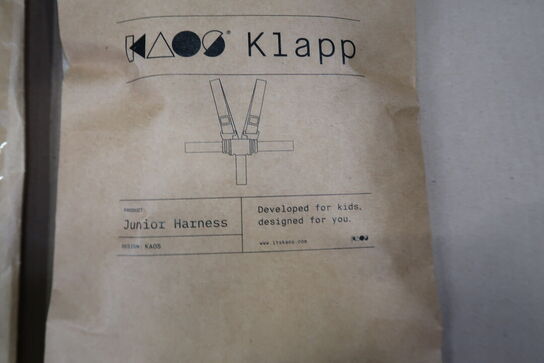 KAOS® Klapp
PRODUCT:
Junior Harness
DESIGN: KAOS
Developed for kids,
designed for you.
www.itskaos.com
KAOS